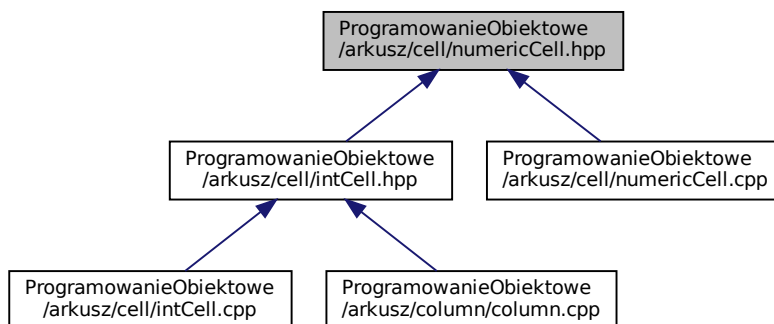 ProgramowanieObiektowe
/arkusz/cell/numericCell.hpp
ProgramowanieObiektowe
/arkusz/cell/intCell.hpp
ProgramowanieObiektowe
/arkusz/cell/numericCell.cpp
ProgramowanieObiektowe
/arkusz/cell/intCell.cpp
ProgramowanieObiektowe
/arkusz/column/column.cpp